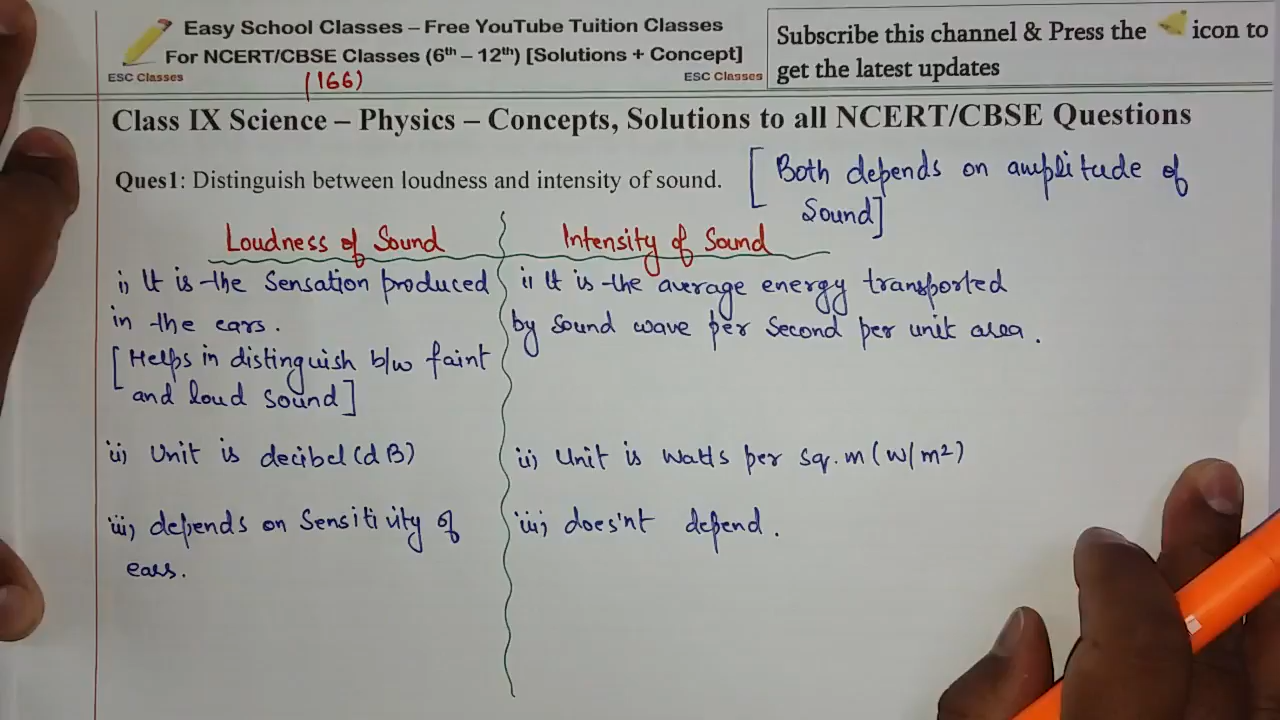 Easy School Classes – Free YouTube Tuition Classes
For NCERT/CBSE Classes (6th – 12th) [Solutions + Concept]
ESC Classes
ESC Classes
(166)
Subscribe this channel & Press the icon to
get the latest updates
Class IX Science – Physics – Concepts, Solutions to all NCERT/CBSE Questions
Ques1: Distinguish between loudness and intensity of sound.
[Both depends on amplitude of
Sound]
Loudness of Sound
i) It is the Sensation produced
in the ears.
[Helps in distinguish b/w faint
and loud sound]
ii) Unit is decibel (dB)
iii) depends on Sensitivity of
ears.
Intensity of Sound
i) It is the average energy transported
by sound wave per second per unit area.
ii) Unit is Watts per sq. m (W/m²)
iii) does'nt depend.